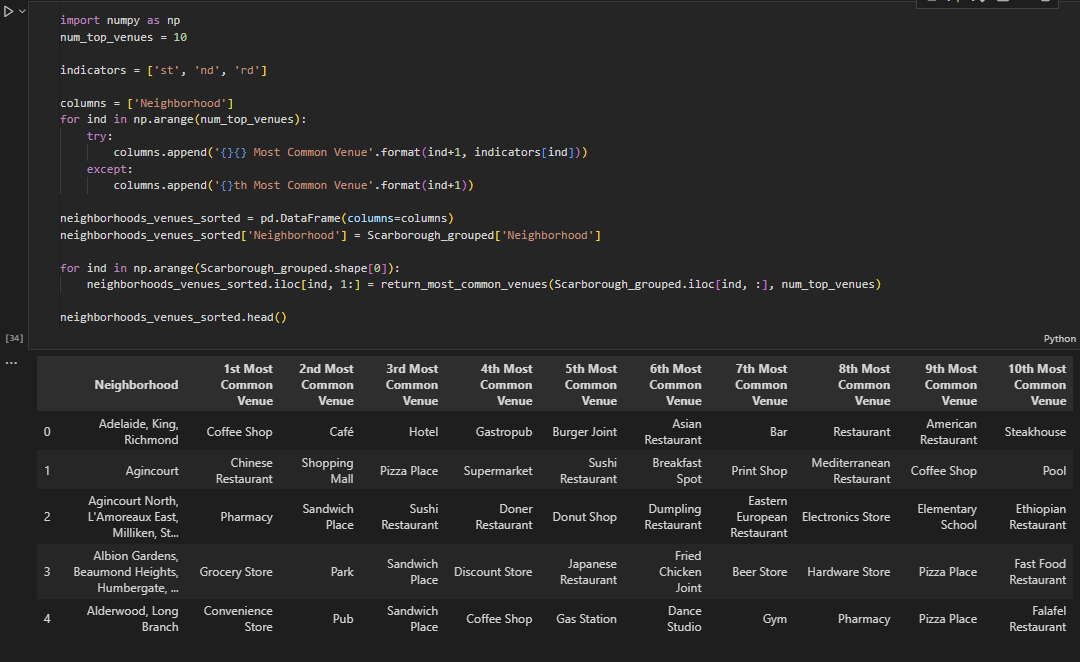 import numpy as np
num_top_venues = 10
indicators = ['st', 'nd', 'rd']
columns = ['Neighborhood']
for ind in np.arange(num_top_venues):
    try:
        columns.append('{}{} Most Common Venue'.format(ind+1, indicators[ind]))
    except:
        columns.append('{}th Most Common Venue'.format(ind+1))
neighborhoods_venues_sorted = pd.DataFrame(columns=columns)
neighborhoods_venues_sorted['Neighborhood'] = Scarborough_grouped['Neighborhood']
for ind in np.arange(Scarborough_grouped.shape[0]):
    neighborhoods_venues_sorted.iloc[ind, 1:] = return_most_common_venues(Scarborough_grouped.iloc[ind, :], num_top_venues)
neighborhoods_venues_sorted.head()
[34]
Python
...
Neighborhood 1st Most Common Venue 2nd Most Common Venue 3rd Most Common Venue 4th Most Common Venue 5th Most Common Venue 6th Most Common Venue 7th Most Common Venue 8th Most Common Venue 9th Most Common Venue 10th Most Common Venue
0 Adelaide, King, Richmond Coffee Shop Café Hotel Gastropub Burger Joint Asian Restaurant Bar Restaurant American Restaurant Steakhouse
1 Agincourt Chinese Restaurant Shopping Mall Pizza Place Supermarket Sushi Restaurant Breakfast Spot Print Shop Mediterranean Restaurant Coffee Shop Pool
2 Agincourt North, L'Amoreaux East, Milliken, St... Pharmacy Sandwich Place Sushi Restaurant Doner Restaurant Donut Shop Dumpling Restaurant Eastern European Restaurant Electronics Store Elementary School Ethiopian Restaurant
3 Albion Gardens, Beaumond Heights, Humbergate, ... Grocery Store Park Sandwich Place Discount Store Japanese Restaurant Fried Chicken Joint Beer Store Hardware Store Pizza Place Fast Food Restaurant
4 Alderwood, Long Branch Convenience Store Pub Sandwich Place Coffee Shop Gas Station Dance Studio Gym Pharmacy Pizza Place Falafel Restaurant